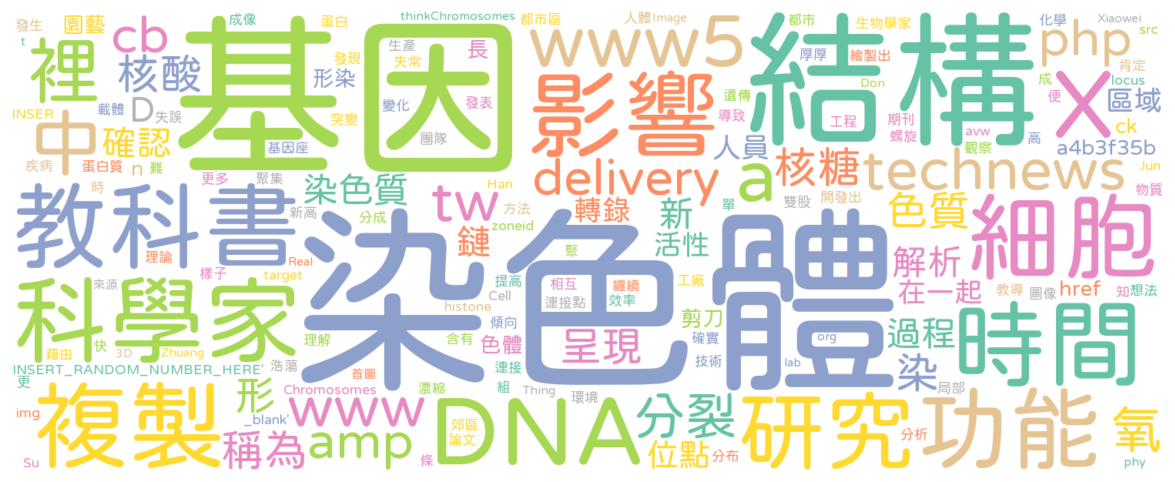 發生 園藝 成像 蛋白 thinkChromosomes 都市區 人體 Image 都市 生物學家 化學 Xiaowei
t 裡 cb 基因 生產 長 www5 結構 厚厚 繪製出 php src
核酸 發現 失常 影響 X 肯定
INSER 載體 D 失誤 形染 變化 發表 遺傳 Don 成 locus 區域
中 確認 突變 團隊 導致 工程 期刊 便 ck
疾病 蛋白質 n 難 基因座 人員 螺旋 avw 觀察 高 a4b3f35b
更多 聚集 染色質 Han delivery a 核糖 technews Jun
教科書 時 新高 分成 tw 方法 轉錄 新 單 雙股 開發出 色質 細胞 物質
理論 染色體 zoneid 鏈 活性
來源 樣子 target Real 聚 提高 相互 纏繞 工廠 解析
科學家 histone Cell 連接點 效率 在一起 教導 圖像 href 知 想法
藉由 快 3D Zhuang 理解 含有 傾向 色體 呈現 剪刀 確實 org 過程 時間
INSERT_RANDOM_NUMBER_HERE' 浩蕩 首圖 連接 技術 lab 染 局部
更 形 Chromosomes 濃縮 組 Thing 環境
img 複製 _blank' www DNA 分裂 研究 功能 氧
稱為 amp 郊區 論文 位點 分布 分析
Su 條 phy